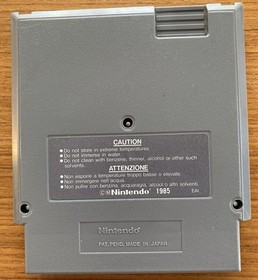 CAUTION
● Do not store in extreme temperatures.
● Do not immerse in water.
● Do not clean with benzene, thinner, alcohol or other such
solvents.
ATTENZIONE
● Non esporre a temperature troppo basse o elevate.
● Non immergere nell'acqua.
● Non pulire con benzina, acquaragia, alcool o altri solventi.
©® Nintendo® 1985 EAI
Nintendo®
PAT. PEND. MADE IN JAPAN